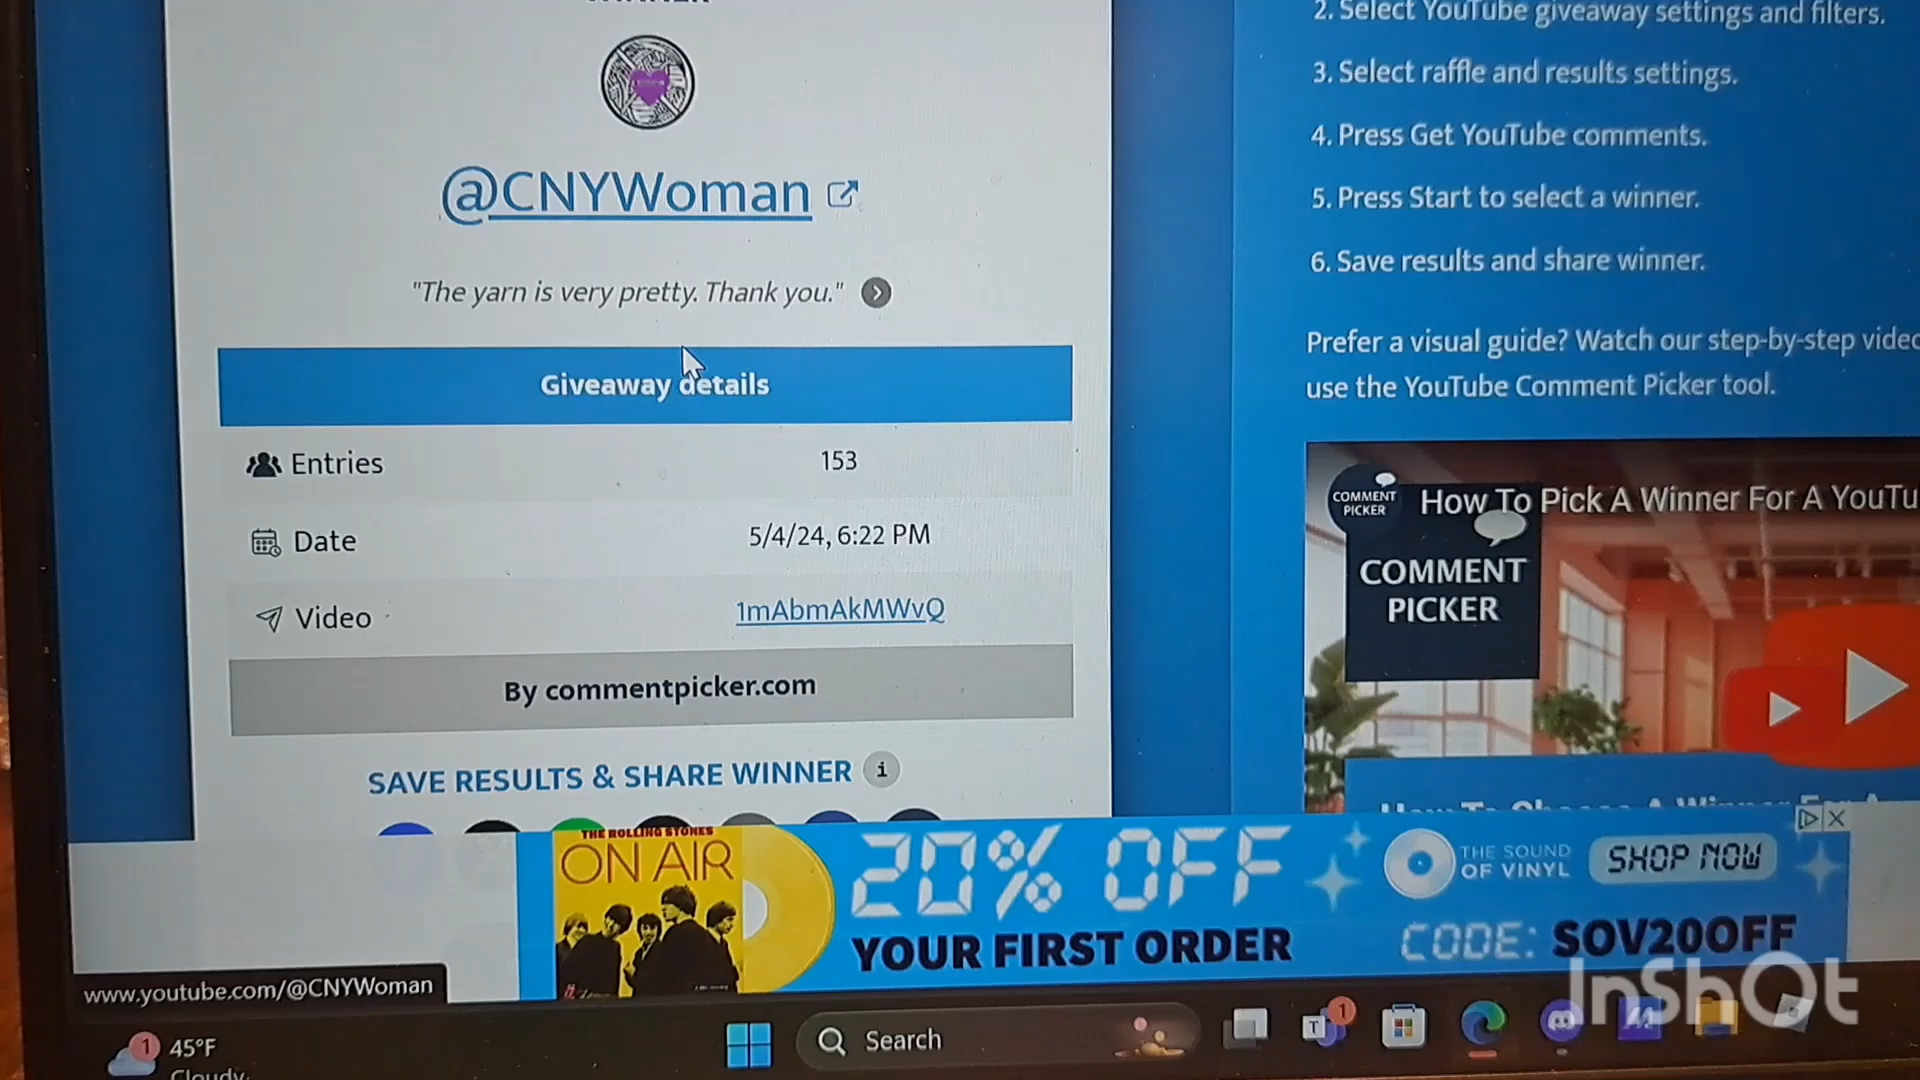 WINNER
@CNYWoman
"The yarn is very pretty. Thank you."
Giveaway details
Entries 153
Date 5/4/24, 6:22 PM
Video 1mAbmAkMWvQ
By commentpicker.com
SAVE RESULTS & SHARE WINNER i
2. Select YouTube giveaway settings and filters.
3. Select raffle and results settings.
4. Press Get YouTube comments.
5. Press Start to select a winner.
6. Save results and share winner.
Prefer a visual guide? Watch our step-by-step video
use the YouTube Comment Picker tool.
COMMENT
PICKER
How To Pick A Winner For A YouTu
COMMENT
PICKER
THE ROLLING STONES
ON AIR
20% OFF
YOUR FIRST ORDER
THE SOUND
OF VINYL
SHOP NOW
CODE: SOV20OFF
InShOt
www.youtube.com/@CNYWoman
1
45°F
Cloudy
Search
T
1